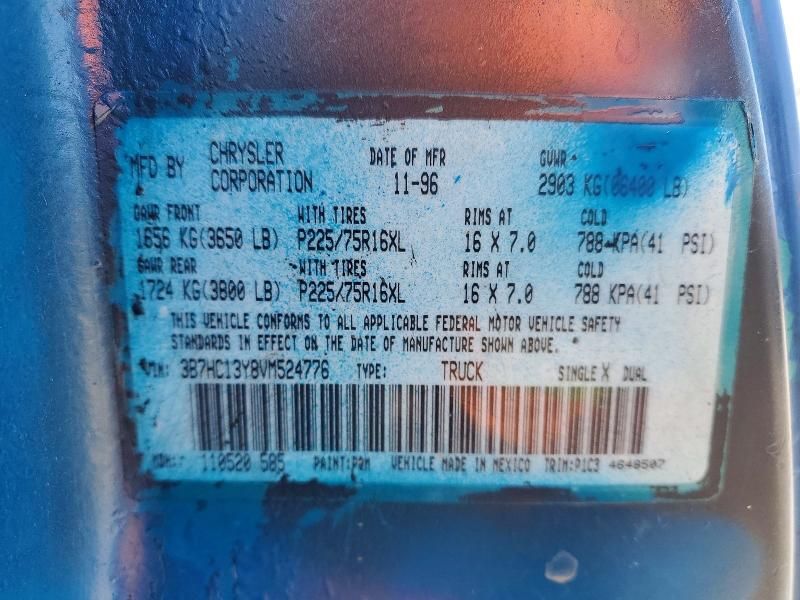 MFD BY CHRYSLER CORPORATION DATE OF MFR 11-96 GVWR 2903 KG(06400 LB)
GAWR FRONT WITH TIRES RIMS AT COLD
1656 KG(3650 LB) P225/75R16XL 16 X 7.0 788 KPA(41 PSI)
GAWR REAR WITH TIRES RIMS AT COLD
1724 KG(3800 LB) P225/75R16XL 16 X 7.0 788 KPA(41 PSI)
THIS VEHICLE CONFORMS TO ALL APPLICABLE FEDERAL MOTOR VEHICLE SAFETY
STANDARDS IN EFFECT ON THE DATE OF MANUFACTURE SHOWN ABOVE.
VIN: 3B7HC13Y8VM524776 TYPE: TRUCK SINGLE X DUAL
MDH: 110520 585 PAINT:PQM VEHICLE MADE IN MEXICO TRIM:P1C3 4648507